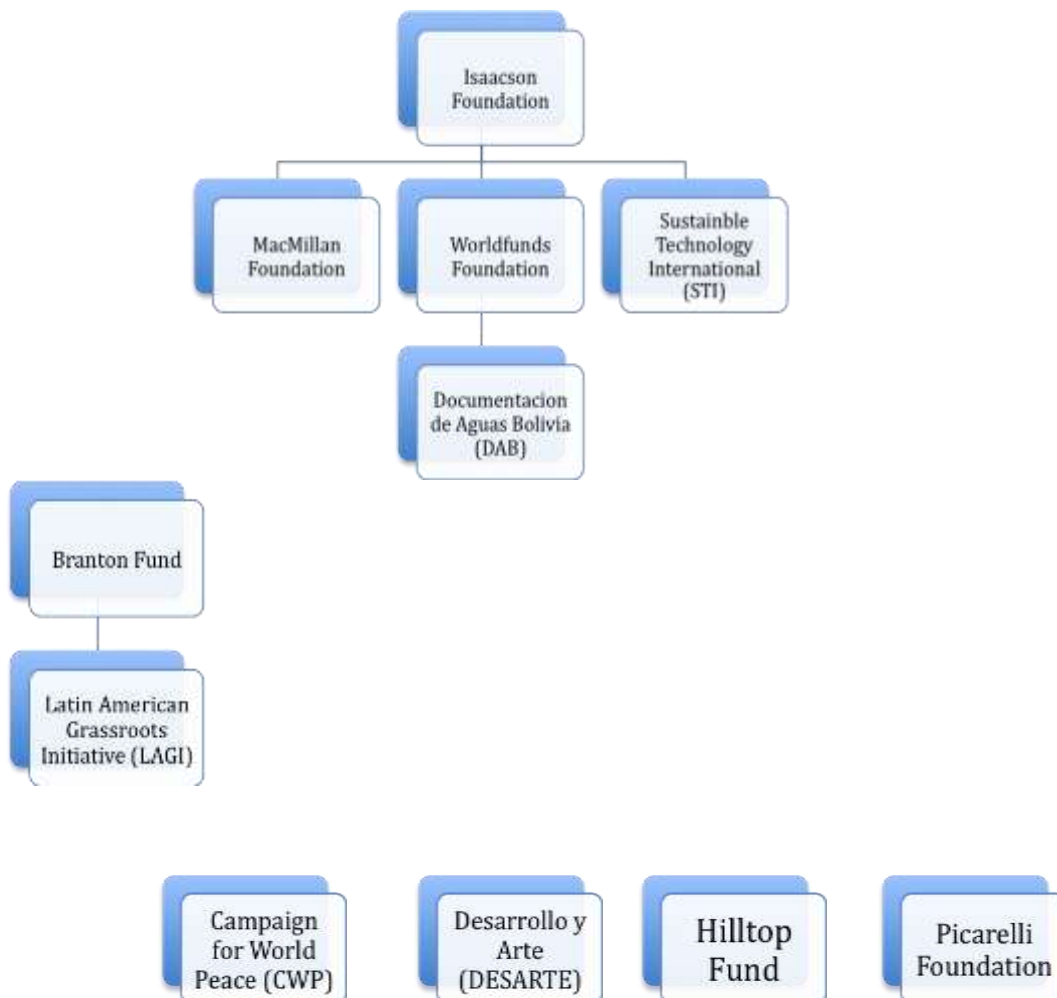 Isaacson
Foundation
MacMillan
Foundation
Worldfunds
Foundation
Sustainble
Technology
International
(STI)
Documentacion
de Aguas Bolivia
(DAB)
Branton Fund
Latin American
Grassroots
Initiative (LAGI)
Campaign
for World
Peace (CWP)
Desarrollo y
Arte
(DESARTE)
Hilltop
Fund
Picarelli
Foundation